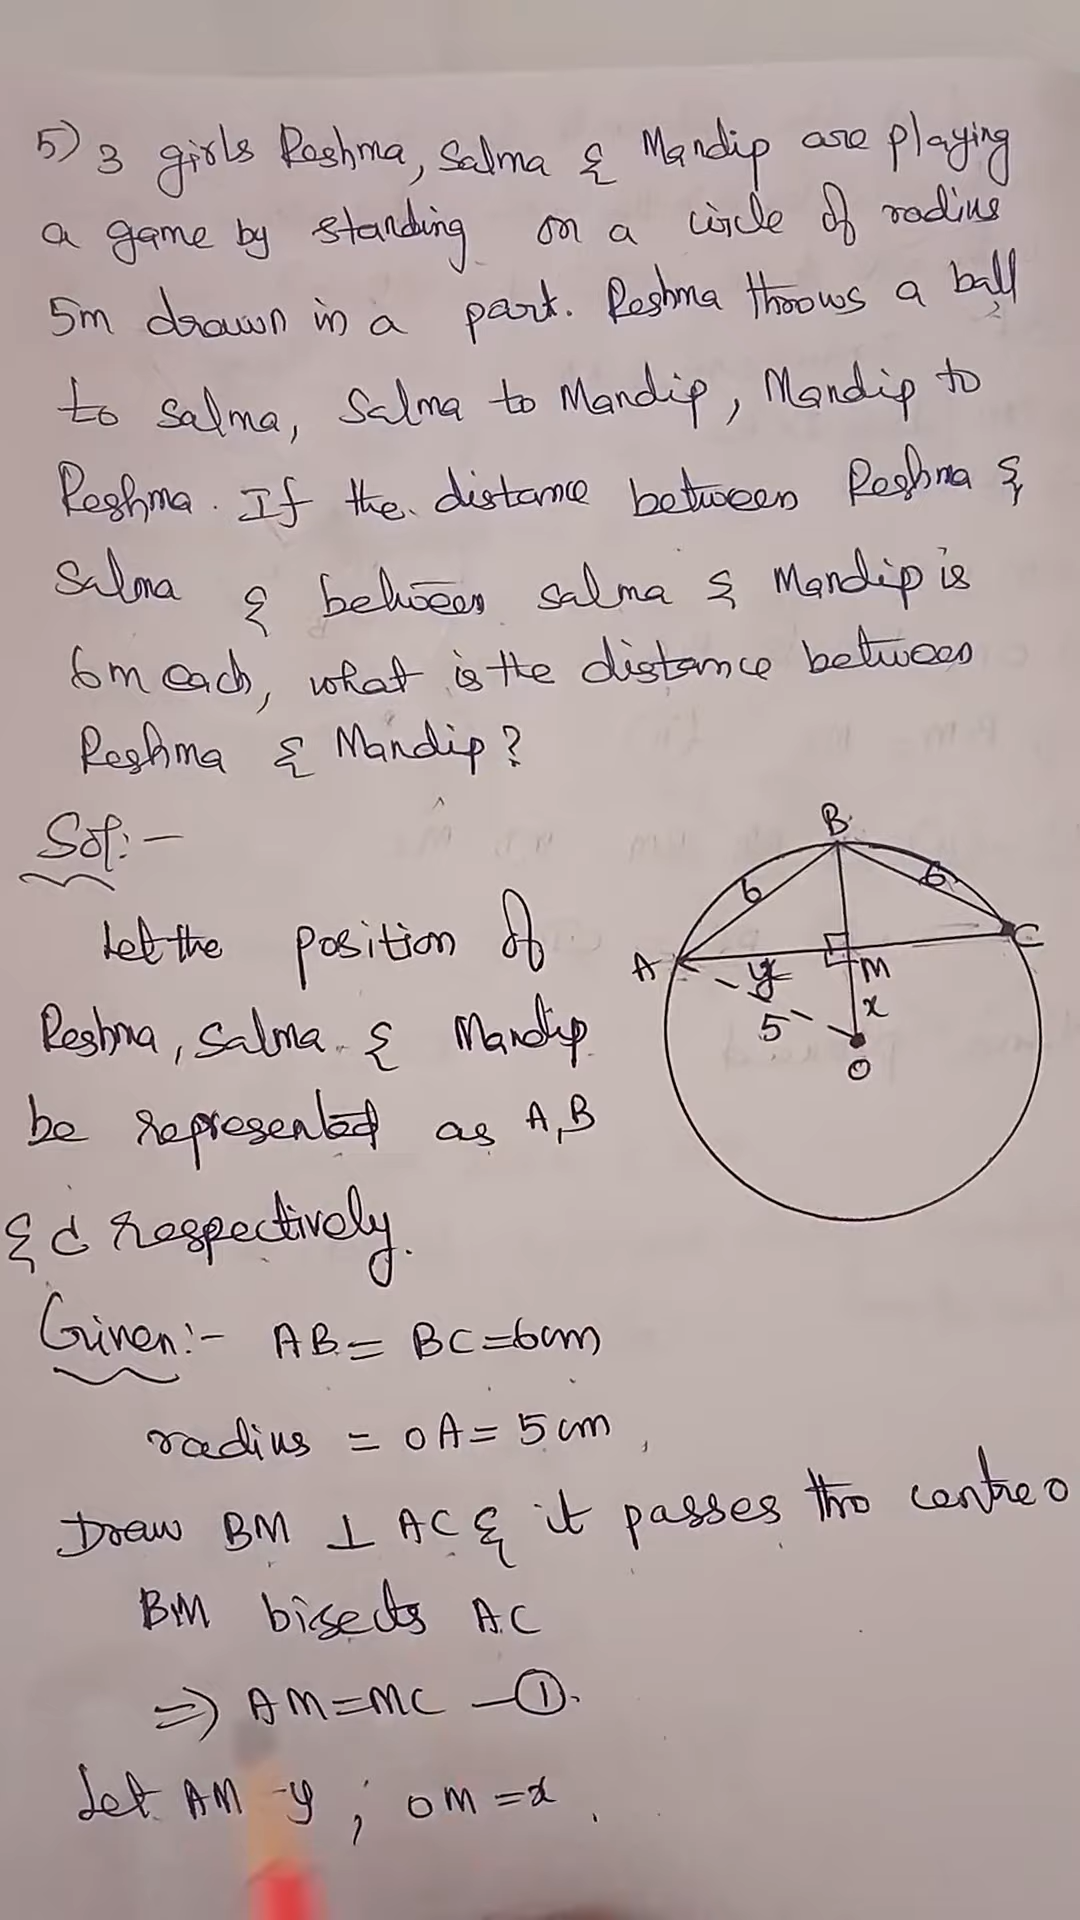 5) 3 girls Reshma, Salma & Mandip are playing
a game by standing on a circle of radius
5m drawn in a park. Reshma throws a ball
to Salma, Salma to Mandip, Mandip to
Reshma. If the distance between Reshma &
Salma & between Salma & Mandip is
6m each, what is the distance between
Reshma & Mandip?
Sol:-
Let the position of
Reshma, Salma & Mandip
be represented as A, B
& C respectively.
B
6
6
A
y
M
C
x
5
O
Given:- AB = BC = 6cm
radius = OA = 5cm,
Draw BM ⊥ AC & it passes thro centre O
BM bisects AC
=> AM = MC —①.
Let AM =y ; OM = x.